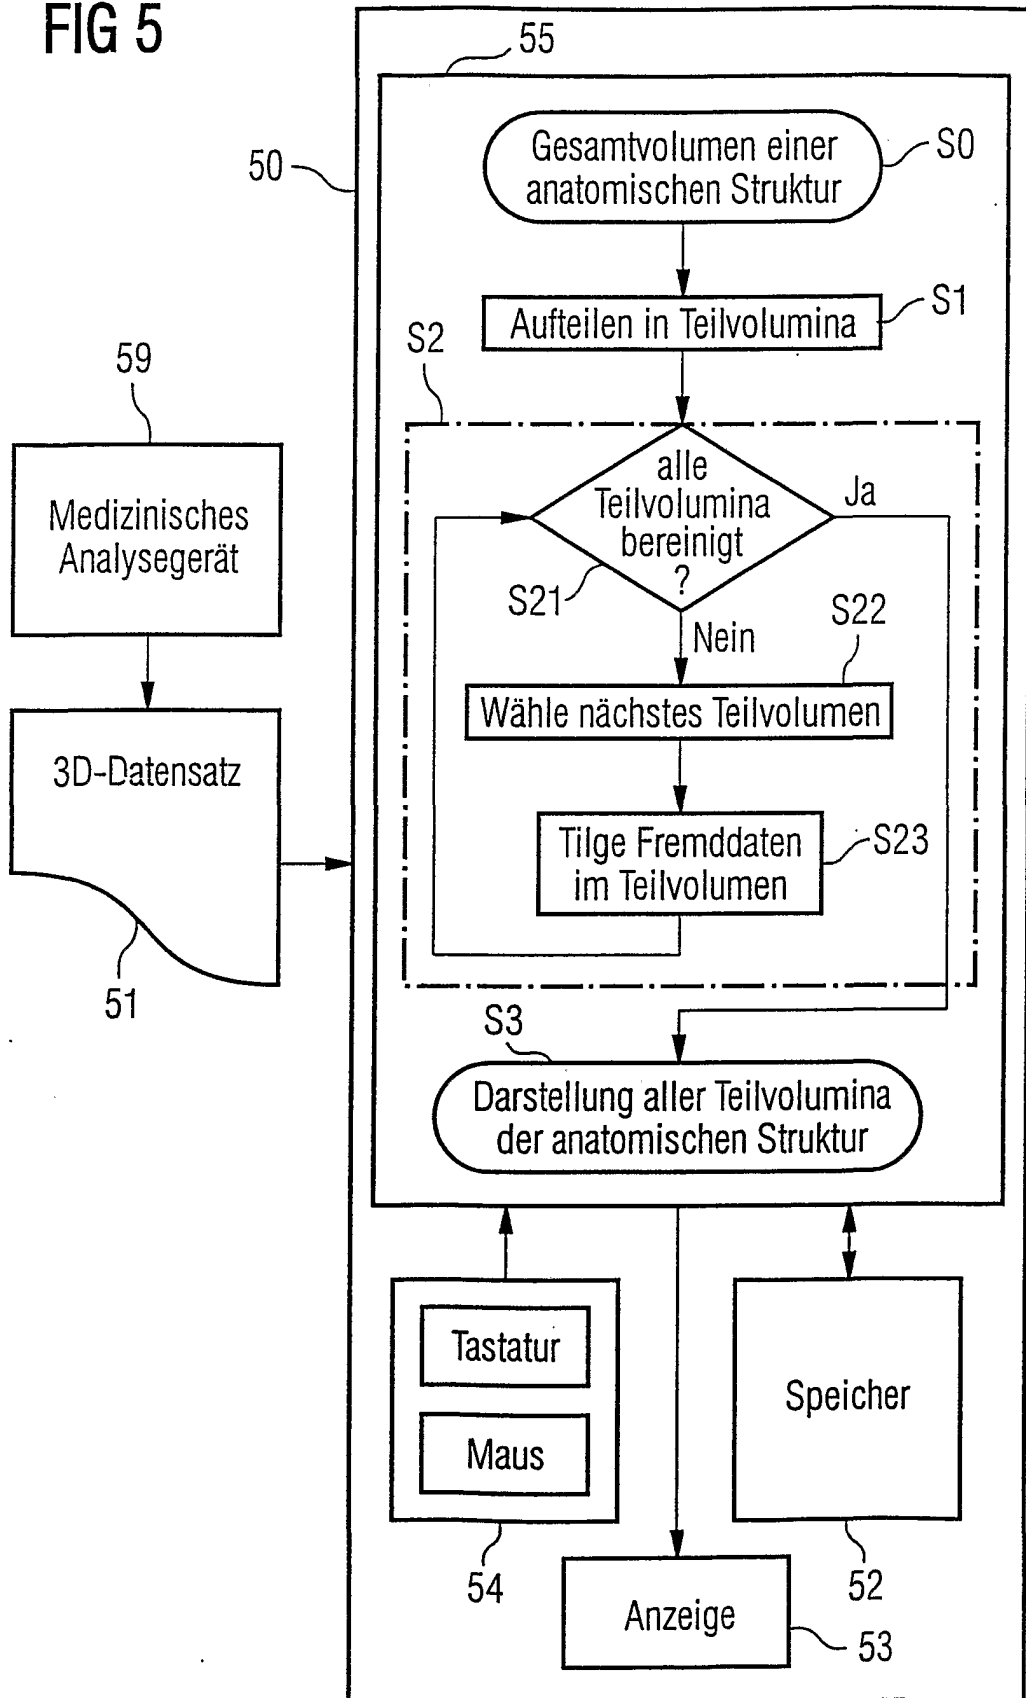 FIG 5
55
50
Gesamtvolumen einer
anatomischen Struktur
S0
Aufteilen in Teilvolumina
S1
S2
59
Medizinisches
Analysegerät
alle
Teilvolumina
bereinigt
?
Ja
S21
Nein
S22
Wähle nächstes Teilvolumen
3D-Datensatz
Tilge Fremddaten
im Teilvolumen
S23
51
S3
Darstellung aller Teilvolumina
der anatomischen Struktur
Tastatur
Maus
Speicher
54
52
Anzeige
53